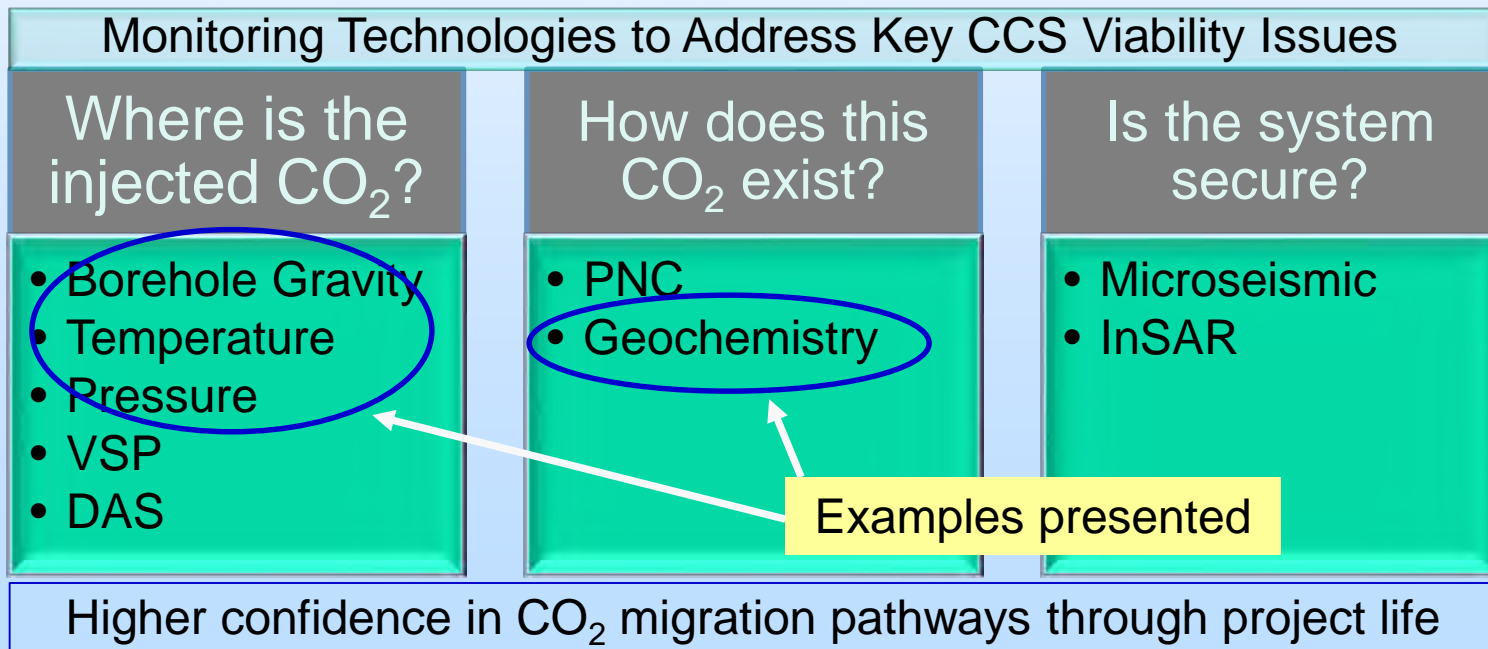 Monitoring Technologies to Address Key CCS Viability Issues
Where is the
injected CO₂?
• Borehole Gravity
• Temperature
• Pressure
• VSP
• DAS
How does this
CO₂ exist?
• PNC
• Geochemistry
Is the system
secure?
• Microseismic
• InSAR
Examples presented
Higher confidence in CO₂ migration pathways through project life